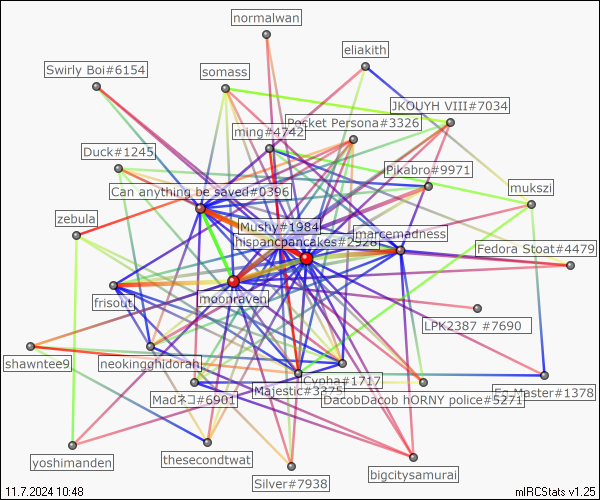 normalwan
eliakith
Swirly Boi#6154
somass
JKOUYH VIII#7034
Pocket Persona#3326
ming#4742
Duck#1245
Pikabro#9971
Can anything be saved#0396
mukszi
zebula
Mushy#1984
marcemadness
hispancpancakes#2928
Fedora Stoat#4479
moonraven
frisout
LPK2387 #7690
shawntee9
neokingghidorah
Cypha#1717
Majestic#3375
Madネコ#6901
DacobDacob hORNY police#5271
Master#1378
yoshimanden
thesecondtwat
bigcitysamurai
Silver#7938
11.7.2024 10:48
mIRCStats v1.25